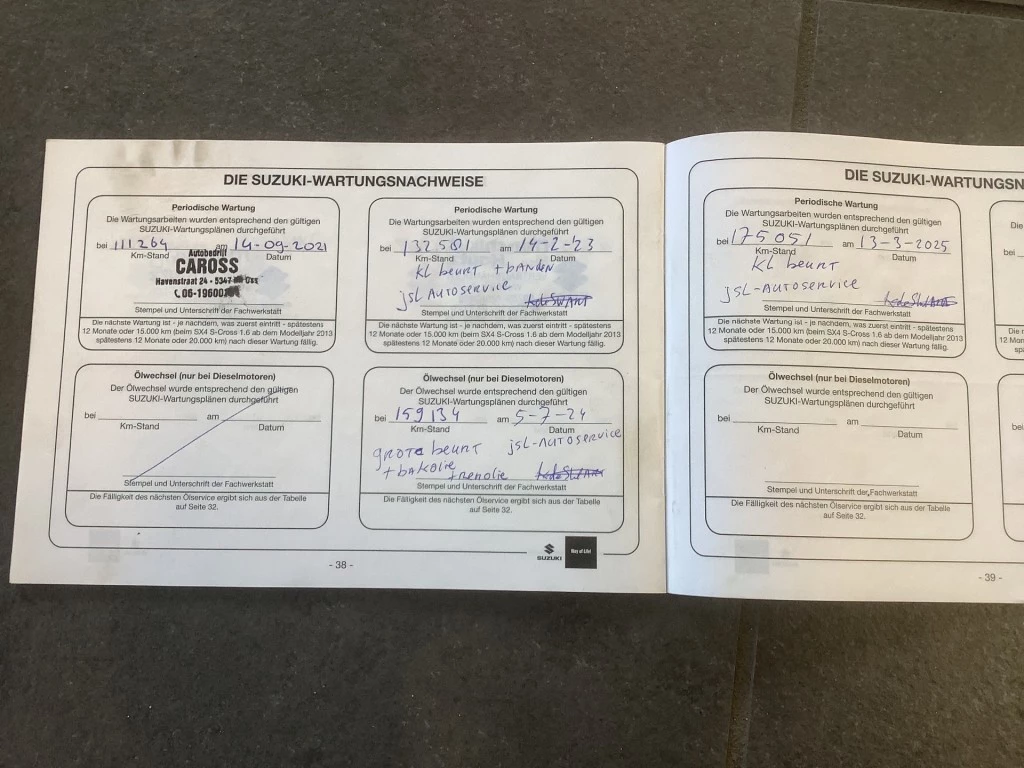 DIE SUZUKI-WARTUNGSNACHWEISE
Periodische Wartung
Die Wartungsarbeiten wurden entsprechend den gültigen
SUZUKI-Wartungsplänen durchgeführt
bei 111264 am 14-09-2021
Km-Stand Datum
Autobedrijf
CAROSS
Havenstraat 24 - 5347 Oss
06-19600
Stempel und Unterschrift der Fachwerkstatt
Die nächste Wartung ist - je nachdem, was zuerst eintritt - spätestens
12 Monate oder 15.000 km (beim SX4 S-Cross 1.6 ab dem Modelljahr 2013
spätestens 12 Monate oder 20.000 km) nach dieser Wartung fällig.
Periodische Wartung
Die Wartungsarbeiten wurden entsprechend den gültigen
SUZUKI-Wartungsplänen durchgeführt
bei 132581 am 14-2-23
Km-Stand Datum
KL beurt + banden
jsL AUTOSERVICE
Stempel und Unterschrift der Fachwerkstatt
Die nächste Wartung ist - je nachdem, was zuerst eintritt - spätestens
12 Monate oder 15.000 km (beim SX4 S-Cross 1.6 ab dem Modelljahr 2013
spätestens 12 Monate oder 20.000 km) nach dieser Wartung fällig.
Ölwechsel (nur bei Dieselmotoren)
Der Ölwechsel wurde entsprechend den gültigen
SUZUKI-Wartungsplänen durchgeführt
bei am
Km-Stand Datum
Stempel und Unterschrift der Fachwerkstatt
Die Fälligkeit des nächsten Ölservice ergibt sich aus der Tabelle
auf Seite 32.
Ölwechsel (nur bei Dieselmotoren)
Der Ölwechsel wurde entsprechend den gültigen
SUZUKI-Wartungsplänen durchgeführt
bei 159134 am 5-7-24
Km-Stand Datum
grote beurt jsL-AUTOSERVICE
+ bakolie
+ remolie
Stempel und Unterschrift der Fachwerkstatt
Die Fälligkeit des nächsten Ölservice ergibt sich aus der Tabelle
auf Seite 32.
SUZUKI
Way of Life!
- 38 -
DIE SUZUKI-WARTUNGSN
Periodische Wartung
Die Wartungsarbeiten wurden entsprechend den gültigen
SUZUKI-Wartungsplänen durchgeführt
bei 175051 am 13-3-2025
Km-Stand Datum
KL beurt
jsL-AUTOSERVICE
Stempel und Unterschrift der Fachwerkstatt
Die nächste Wartung ist - je nachdem, was zuerst eintritt - spätestens
12 Monate oder 15.000 km (beim SX4 S-Cross 1.6 ab dem Modelljahr 2013
spätestens 12 Monate oder 20.000 km) nach dieser Wartung fällig.
Ölwechsel (nur bei Dieselmotoren)
Der Ölwechsel wurde entsprechend den gültigen
SUZUKI-Wartungsplänen durchgeführt
bei am
Km-Stand Datum
Stempel und Unterschrift der Fachwerkstatt
Die Fälligkeit des nächsten Ölservice ergibt sich aus der Tabelle
auf Seite 32.
- 39 -